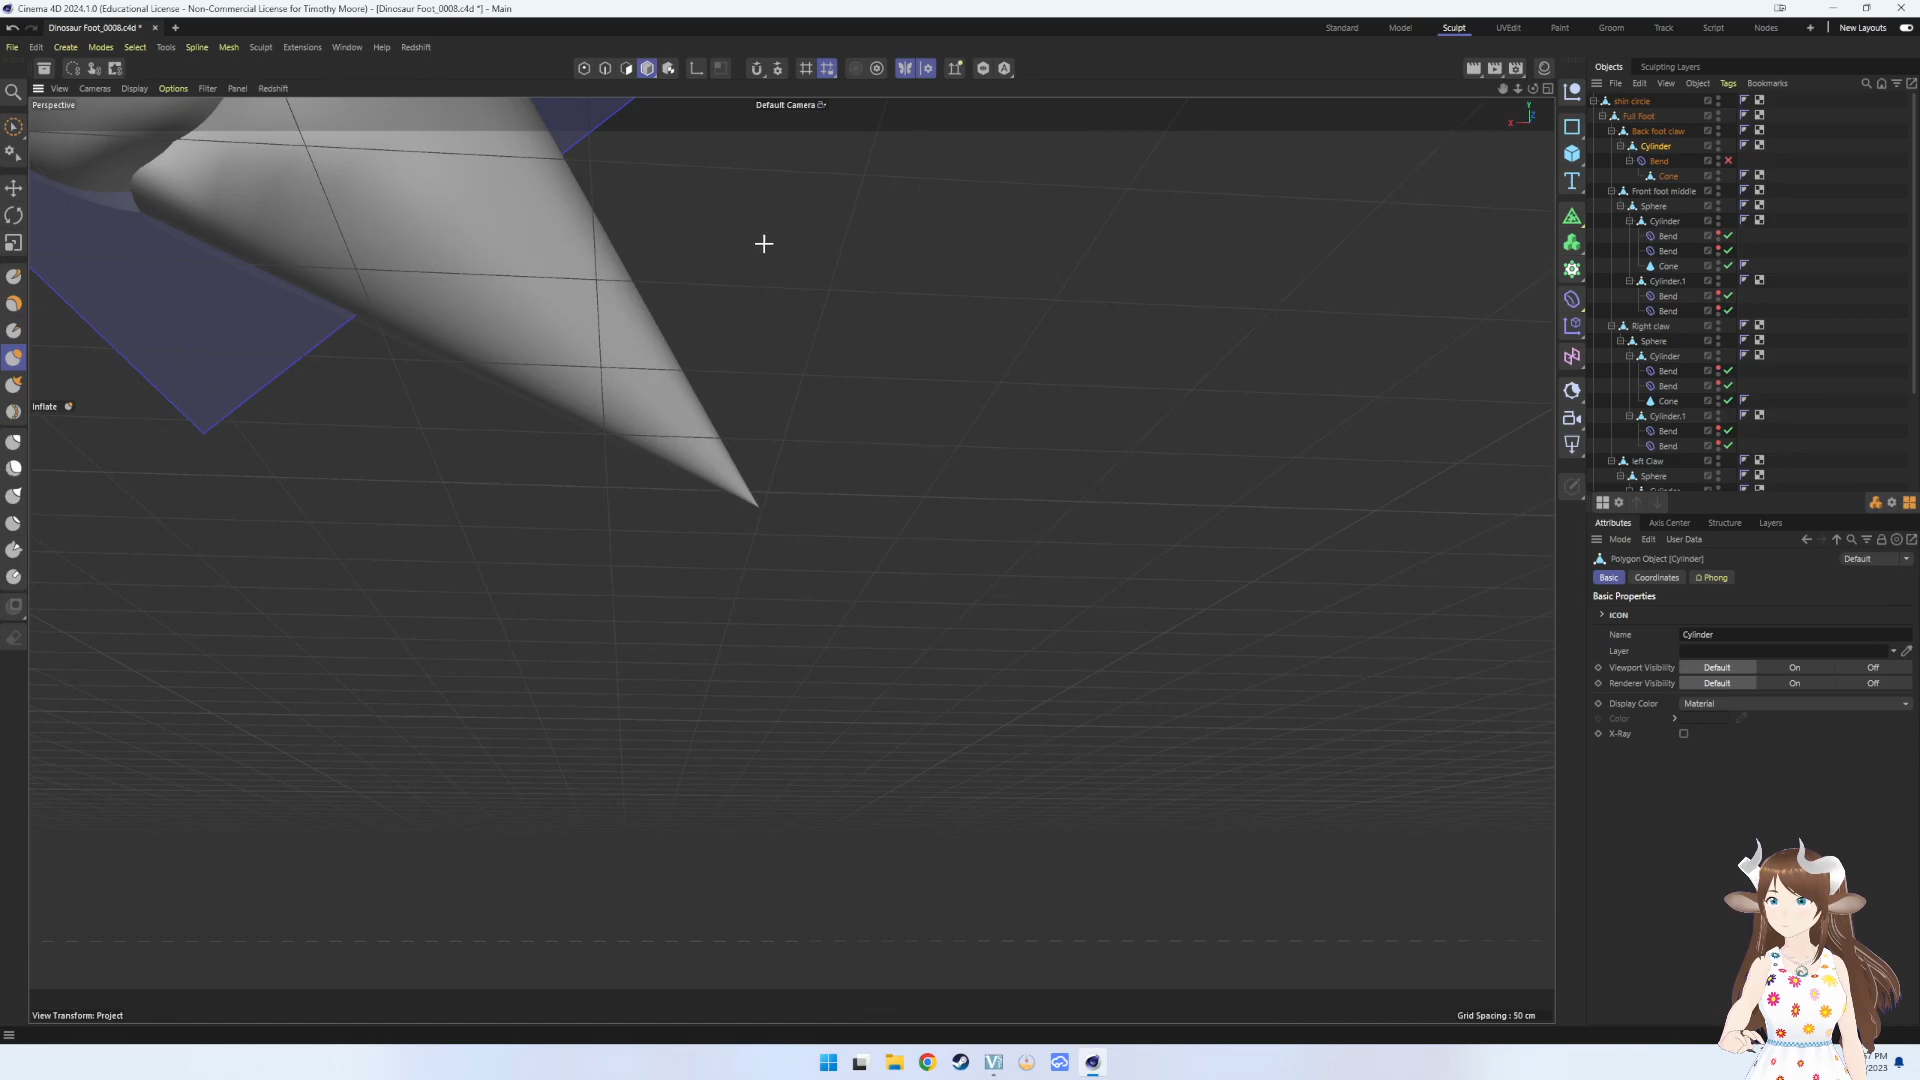 Cinema 4D 2024.1.0 (Educational License - Non-Commercial License for Timothy Moore) - [Dinosaur Foot_0008.c4d *] - Main
Dinosaur Foot_0008.c4d *
Standard Model Sculpt UVEdit Paint Groom Track Script Nodes New Layouts
File Edit Create Modes Select Tools Spline Mesh Sculpt Extensions Window Help Redshift
View Cameras Display Options Filter Panel Redshift
Perspective
Default Camera
Y
X Z
Inflate
View Transform: Project
Grid Spacing : 50 cm
Objects Sculpting Layers
File Edit View Object Tags Bookmarks
shin circle
Full Foot
Back foot claw
Cylinder
Bend
Cone
Front foot middle
Sphere
Cylinder
Bend
Bend
Cone
Cylinder.1
Bend
Bend
Right claw
Sphere
Cylinder
Bend
Bend
Cone
Cylinder.1
Bend
Bend
left Claw
Sphere
Attributes Axis Center Structure Layers
Mode Edit User Data
Polygon Object [Cylinder]
Default
Basic Coordinates Phong
Basic Properties
ICON
Name Cylinder
Layer
Viewport Visibility Default On Off
Renderer Visibility Default On Off
Display Color Material
Color
X-Ray
7 PM
/2023